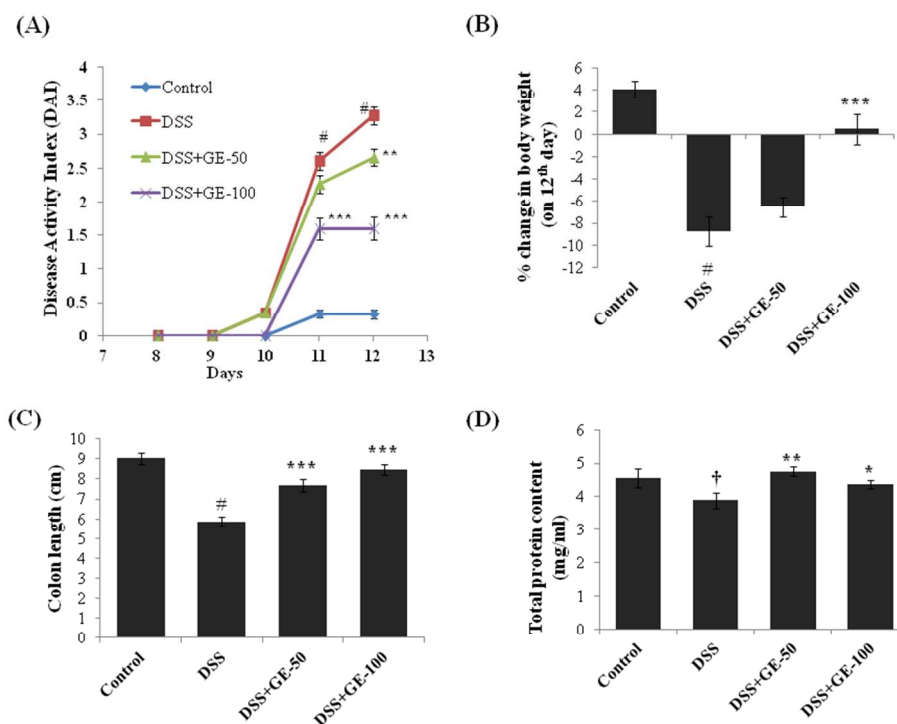 (A)
Control
DSS
DSS+GE-50
DSS+GE-100
Disease Activity Index (DAI)
4
3.5
3
2.5
2
1.5
1
0.5
0
#
#
**
***
***
7 8 9 10 11 12 13
Days
(B)
% change in body weight
(on 12th day)
6
4
2
0
-2
-4
-6
-8
-10
-12
#
***
Control
DSS
DSS+GE-50
DSS+GE-100
(C)
Colon length (cm)
10
9
8
7
6
5
4
3
2
1
0
#
***
***
Control
DSS
DSS+GE-50
DSS+GE-100
(D)
Total protein content
(mg/ml)
6
5
4
3
2
1
0
†
**
*
Control
DSS
DSS+GE-50
DSS+GE-100